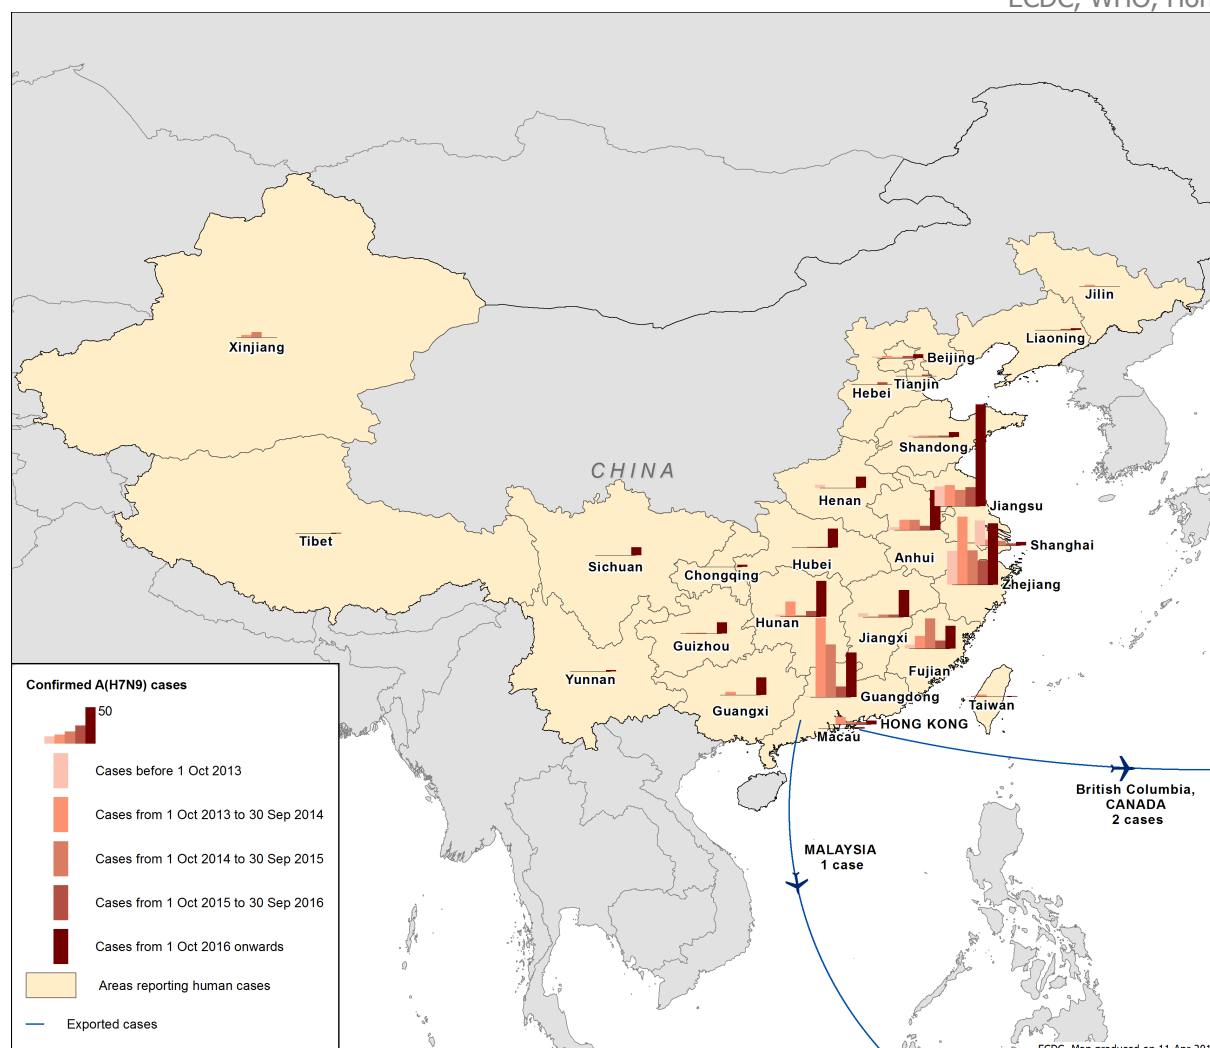 ECDC, WHO, Hon
Jilin
Liaoning
Xinjiang
Beijing
Tianjin
Hebei
Shandong
CHINA
Henan
Jiangsu
Tibet
Shanghai
Anhui
Hubei
Sichuan
Chongqing
Zhejiang
Hunan
Jiangxi
Guizhou
Fujian
Yunnan
Guangdong
Taiwan
Guangxi
HONG KONG
Macau
British Columbia,
CANADA
2 cases
MALAYSIA
1 case
Confirmed A(H7N9) cases
50
Cases before 1 Oct 2013
Cases from 1 Oct 2013 to 30 Sep 2014
Cases from 1 Oct 2014 to 30 Sep 2015
Cases from 1 Oct 2015 to 30 Sep 2016
Cases from 1 Oct 2016 onwards
Areas reporting human cases
Exported cases